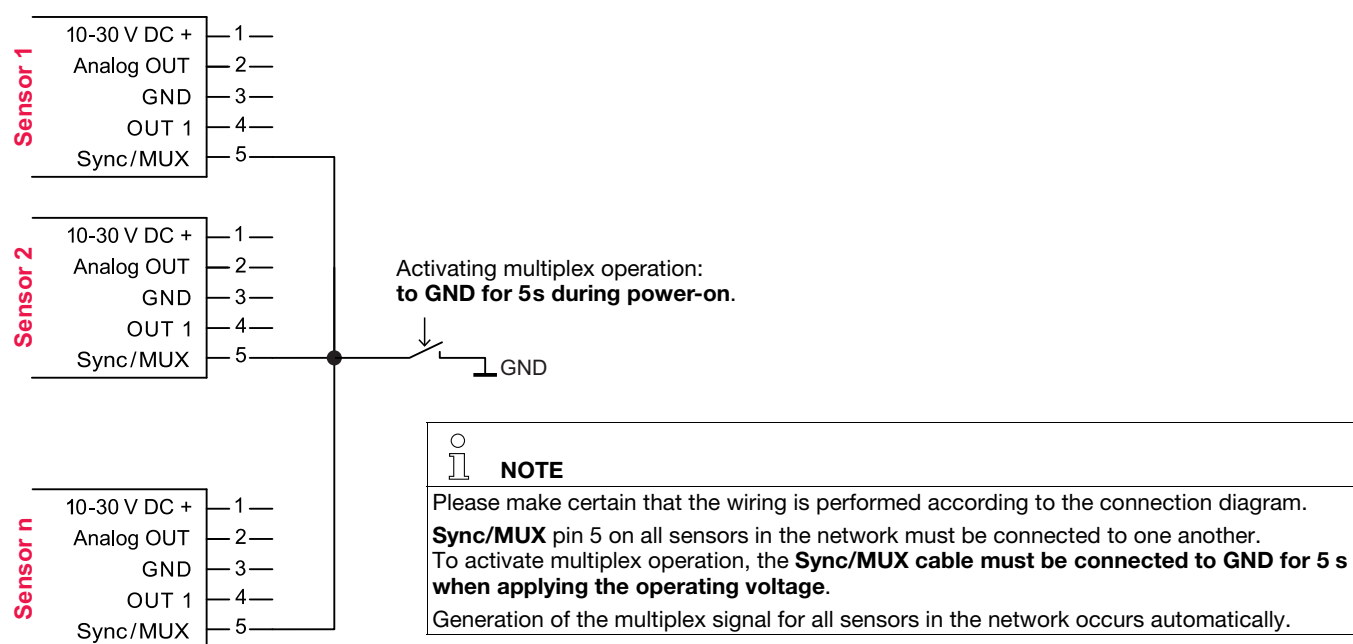 Sensor 1
10-30 V DC + 1
Analog OUT 2
GND 3
OUT 1 4
Sync/MUX 5
Sensor 2
10-30 V DC + 1
Analog OUT 2
GND 3
OUT 1 4
Sync/MUX 5
Activating multiplex operation:
to GND for 5s during power-on.
GND
Sensor n
10-30 V DC + 1
Analog OUT 2
GND 3
OUT 1 4
Sync/MUX 5
NOTE
Please make certain that the wiring is performed according to the connection diagram.
Sync/MUX pin 5 on all sensors in the network must be connected to one another.
To activate multiplex operation, the Sync/MUX cable must be connected to GND for 5 s
when applying the operating voltage.
Generation of the multiplex signal for all sensors in the network occurs automatically.